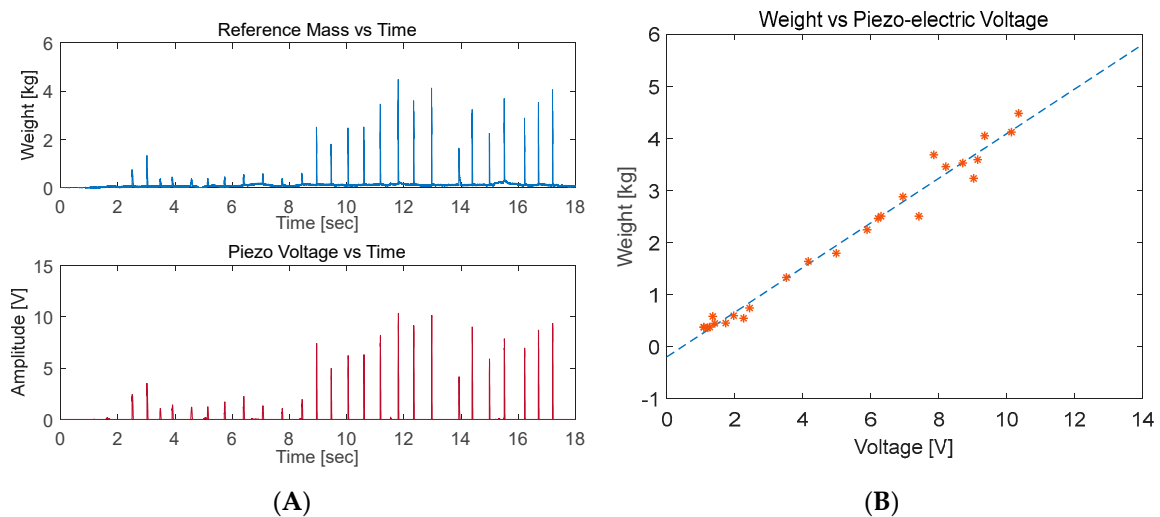 Reference Mass vs Time
Weight [kg]
6
4
2
0
0 2 4 6 8 10 12 14 16 18
Time [sec]
Piezo Voltage vs Time
Amplitude [V]
15
10
5
0
0 2 4 6 8 10 12 14 16 18
Time [sec]
(A)
Weight vs Piezo-electric Voltage
Weight [kg]
6
5
4
3
2
1
0
-1
0 2 4 6 8 10 12 14
Voltage [V]
(B)